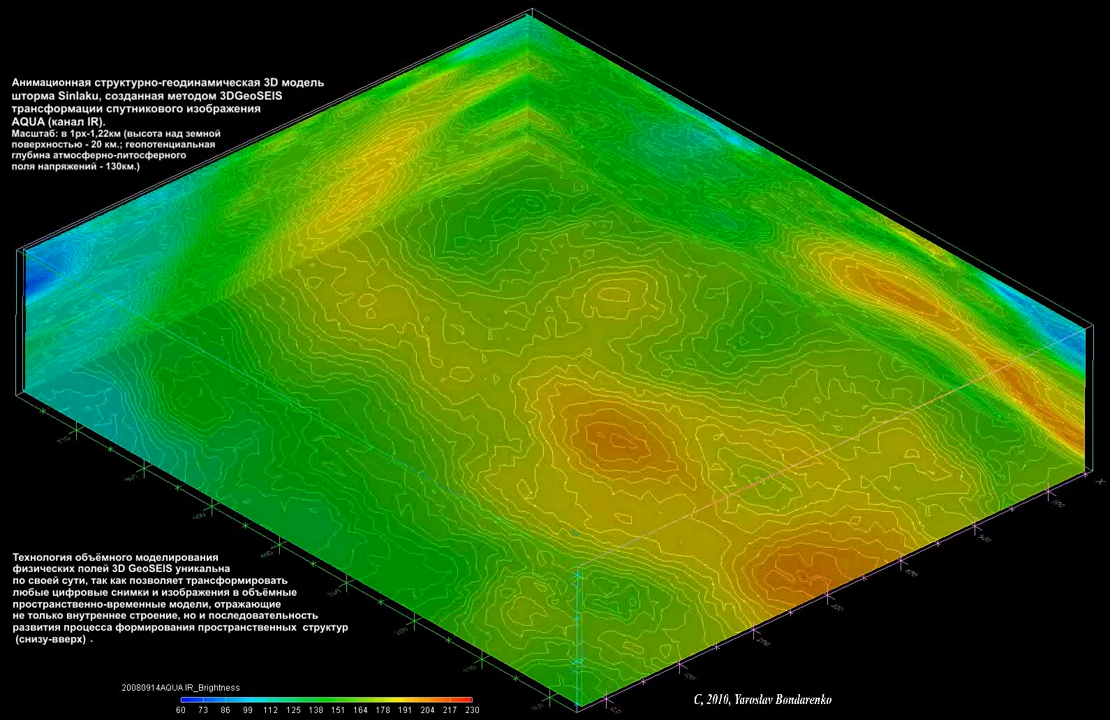 Анимационная структурно-геодинамическая 3D модель
шторма Sinlaku, созданная методом 3DGeoSEIS
трансформации спутникового изображения
AQUA (канал IR).
Масштаб: в 1px-1,22км (высота над земной
поверхностью - 20 км.; геопотенциальная
глубина атмосферно-литосферного
поля напряжений - 130км.)
Технология объёмного моделирования
физических полей 3D GeoSEIS уникальна
по своей сути, так как позволяет трансформировать
любые цифровые снимки и изображения в объёмные
пространственно-временные модели, отражающие
не только внутреннее строение, но и последовательность
развития процесса формирования пространственных структур
(снизу-вверх) .
20080914AQUA IR_Brightness
60 73 86 99 112 125 138 151 164 178 191 204 217 230
C, 2010, Yaroslav Bondarenko
X